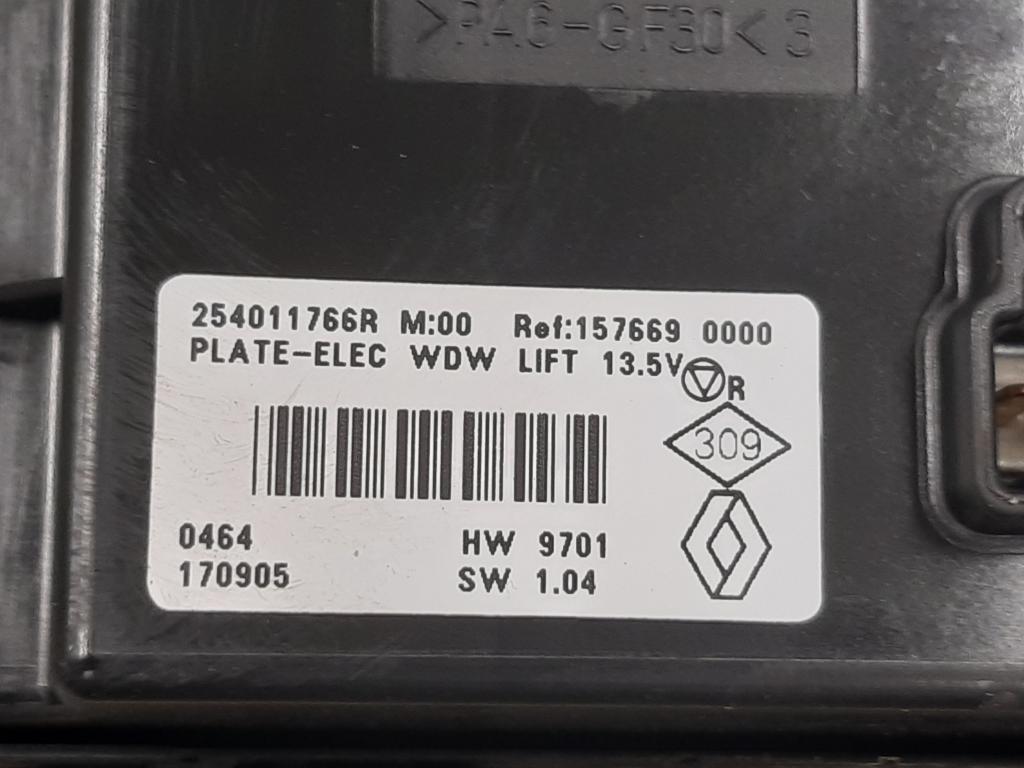 >PA6-GF30<3
254011766R M:00 Ref:157669 0000
PLATE-ELEC WDW LIFT 13.5V
R
309
0464 HW 9701
170905 SW 1.04